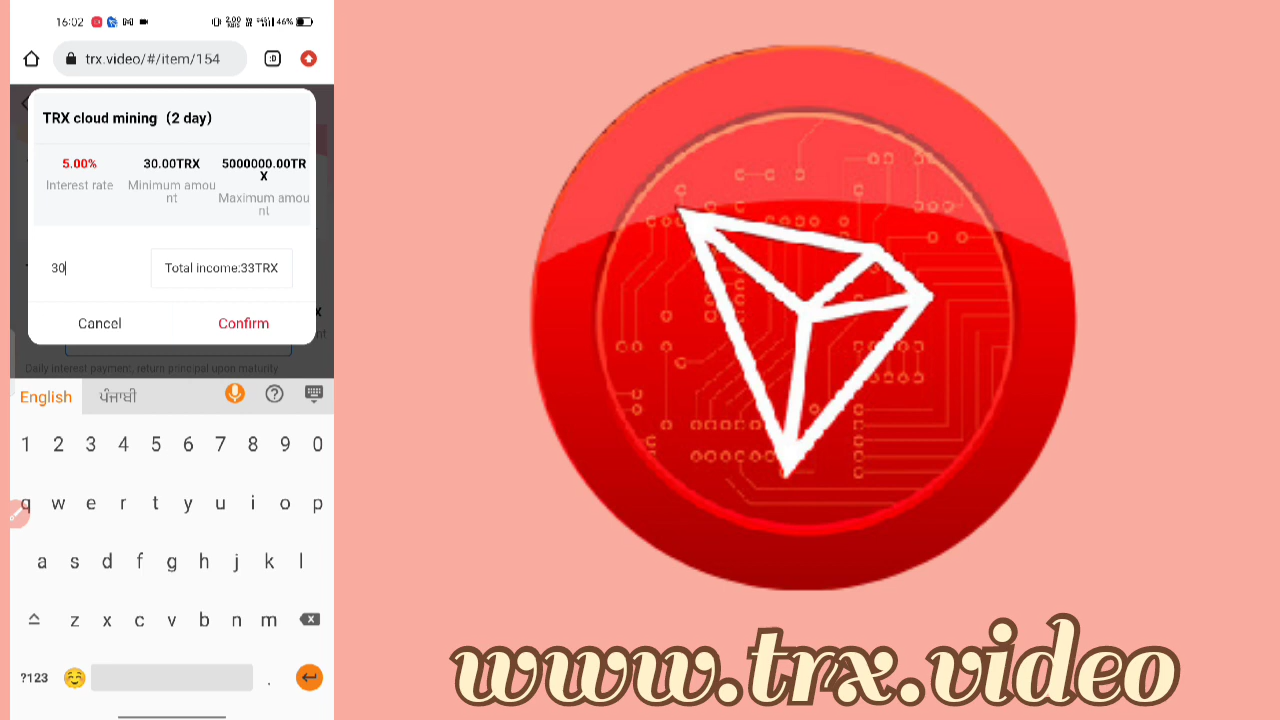 16:02
46%
trx.video/#/item/154
:D
TRX cloud mining (2 day)
5.00%
Interest rate
30.00TRX
Minimum amou
nt
5000000.00TR
X
Maximum amou
nt
30
Total income:33TRX
Cancel
Confirm
Daily interest payment, return principal upon maturity
English
ਪੰਜਾਬੀ
1 2 3 4 5 6 7 8 9 0
q w e r t y u i o p
a s d f g h j k l
z x c v b n m
?123
.
www.trx.video